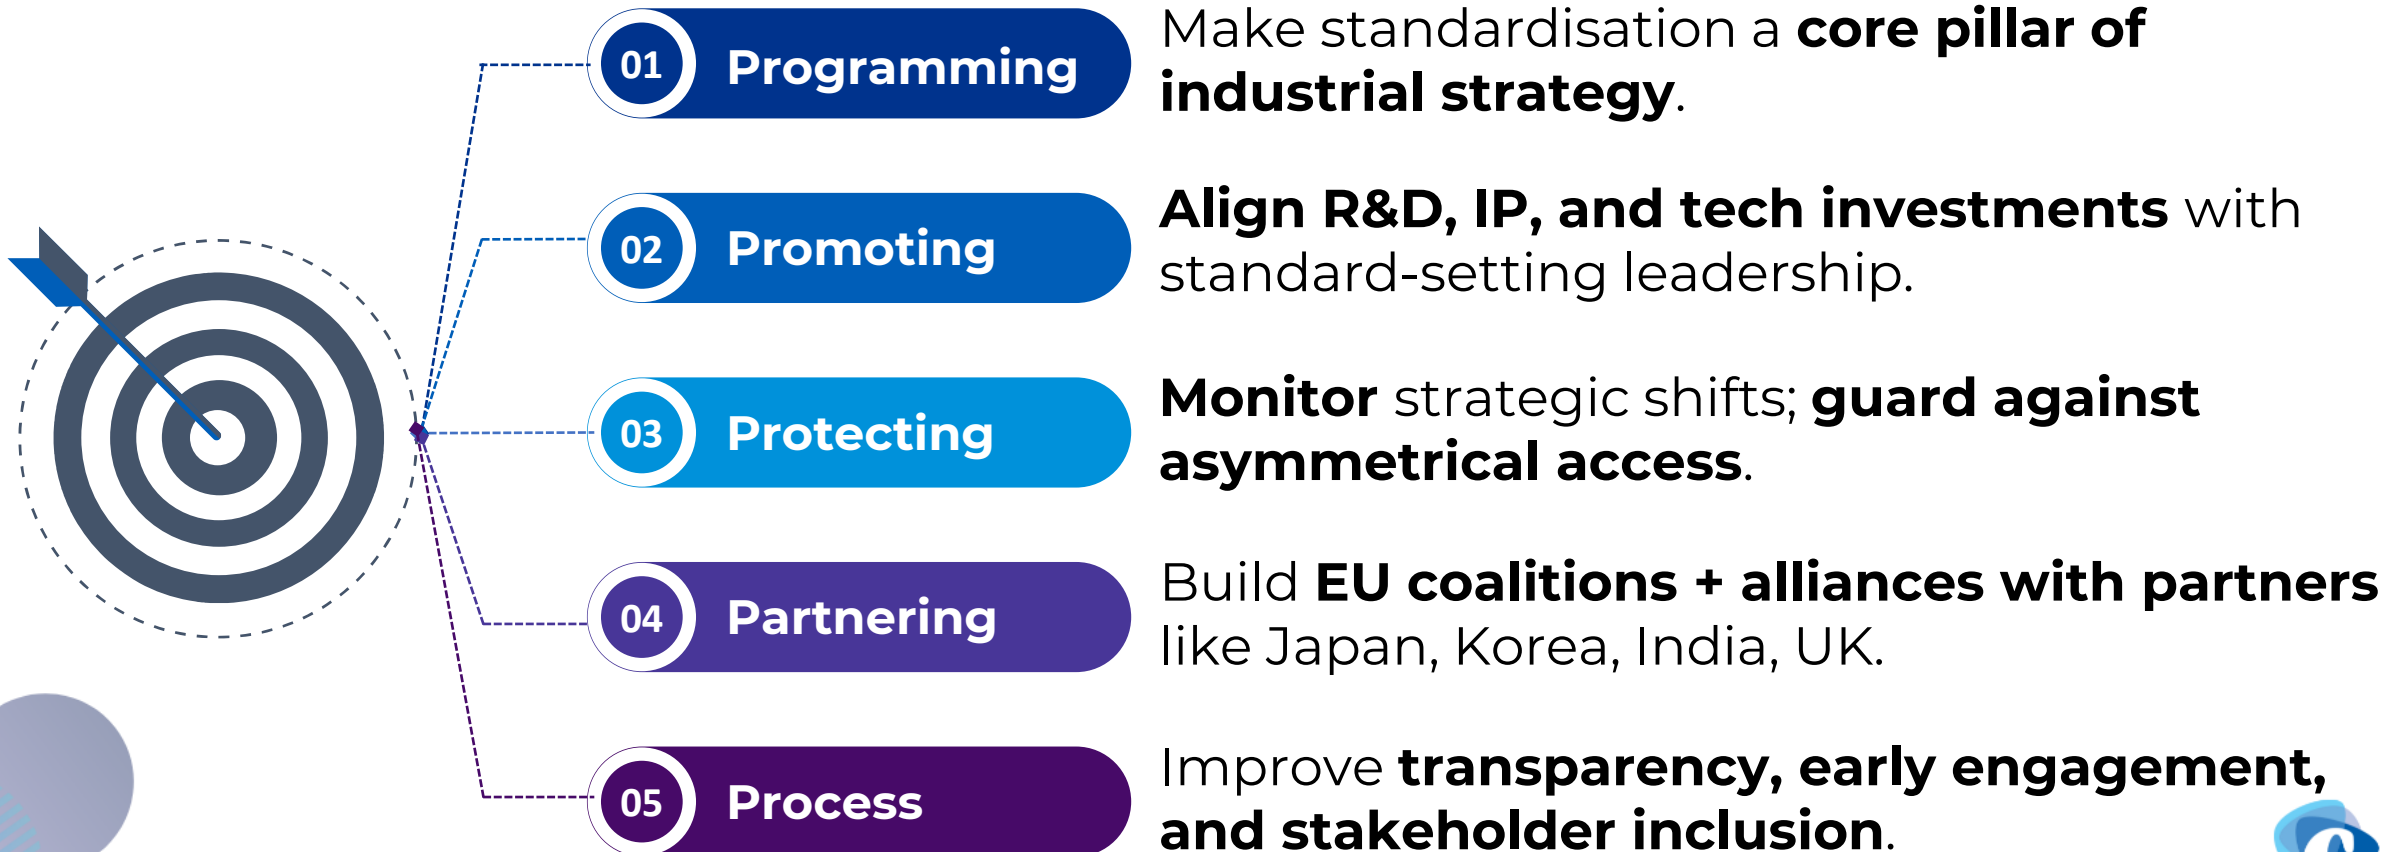 01 Programming
Make standardisation a core pillar of
industrial strategy.
02 Promoting
Align R&D, IP, and tech investments with
standard-setting leadership.
03 Protecting
Monitor strategic shifts; guard against
asymmetrical access.
04 Partnering
Build EU coalitions + alliances with partners
like Japan, Korea, India, UK.
05 Process
Improve transparency, early engagement,
and stakeholder inclusion.